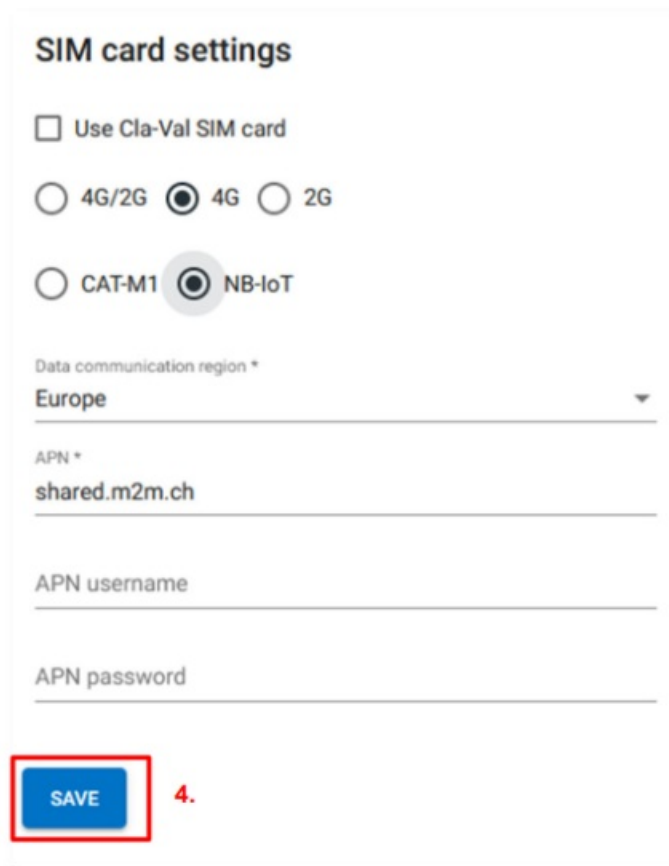 SIM card settings
Use Cla-Val SIM card
4G/2G 4G 2G
CAT-M1 NB-IoT
Data communication region *
Europe
APN *
shared.m2m.ch
APN username
APN password
SAVE 4.